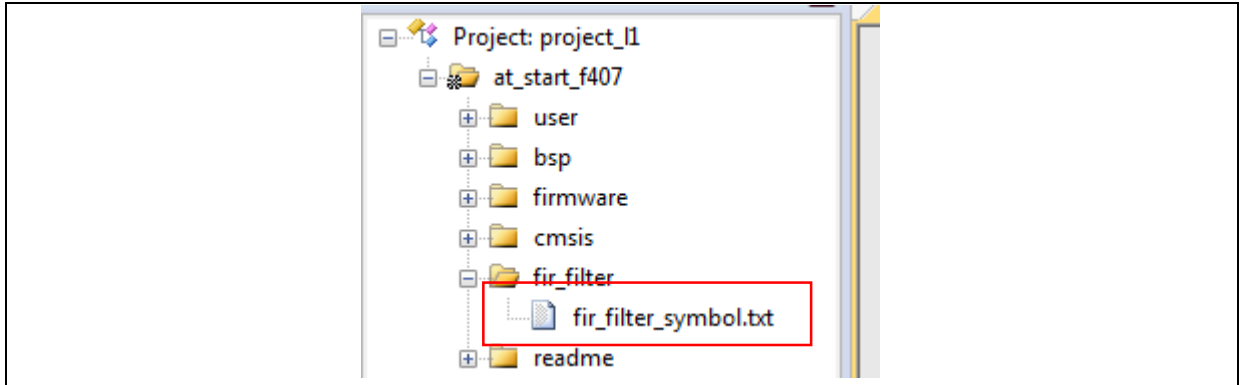 Project: project_l1
at_start_f407
user
bsp
firmware
cmsis
fir_filter
fir_filter_symbol.txt
readme